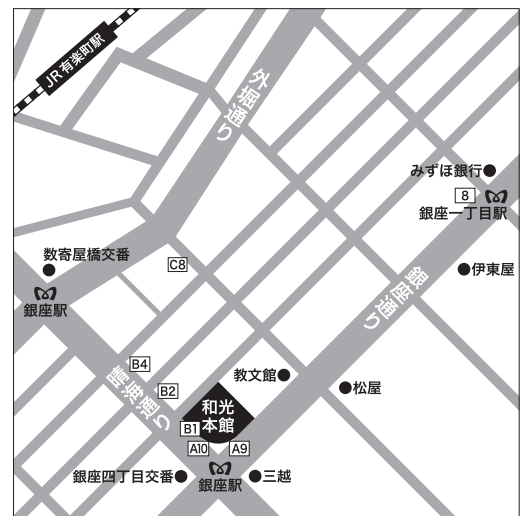 JR有楽町駅
外堀通り
みずほ銀行
8
銀座一丁目駅
数寄屋橋交番
C8
伊東屋
銀座駅
銀座通り
B4
晴海通り
B2
教文館
松屋
和光
本館
B1
A10
A9
銀座四丁目交番
銀座駅
三越